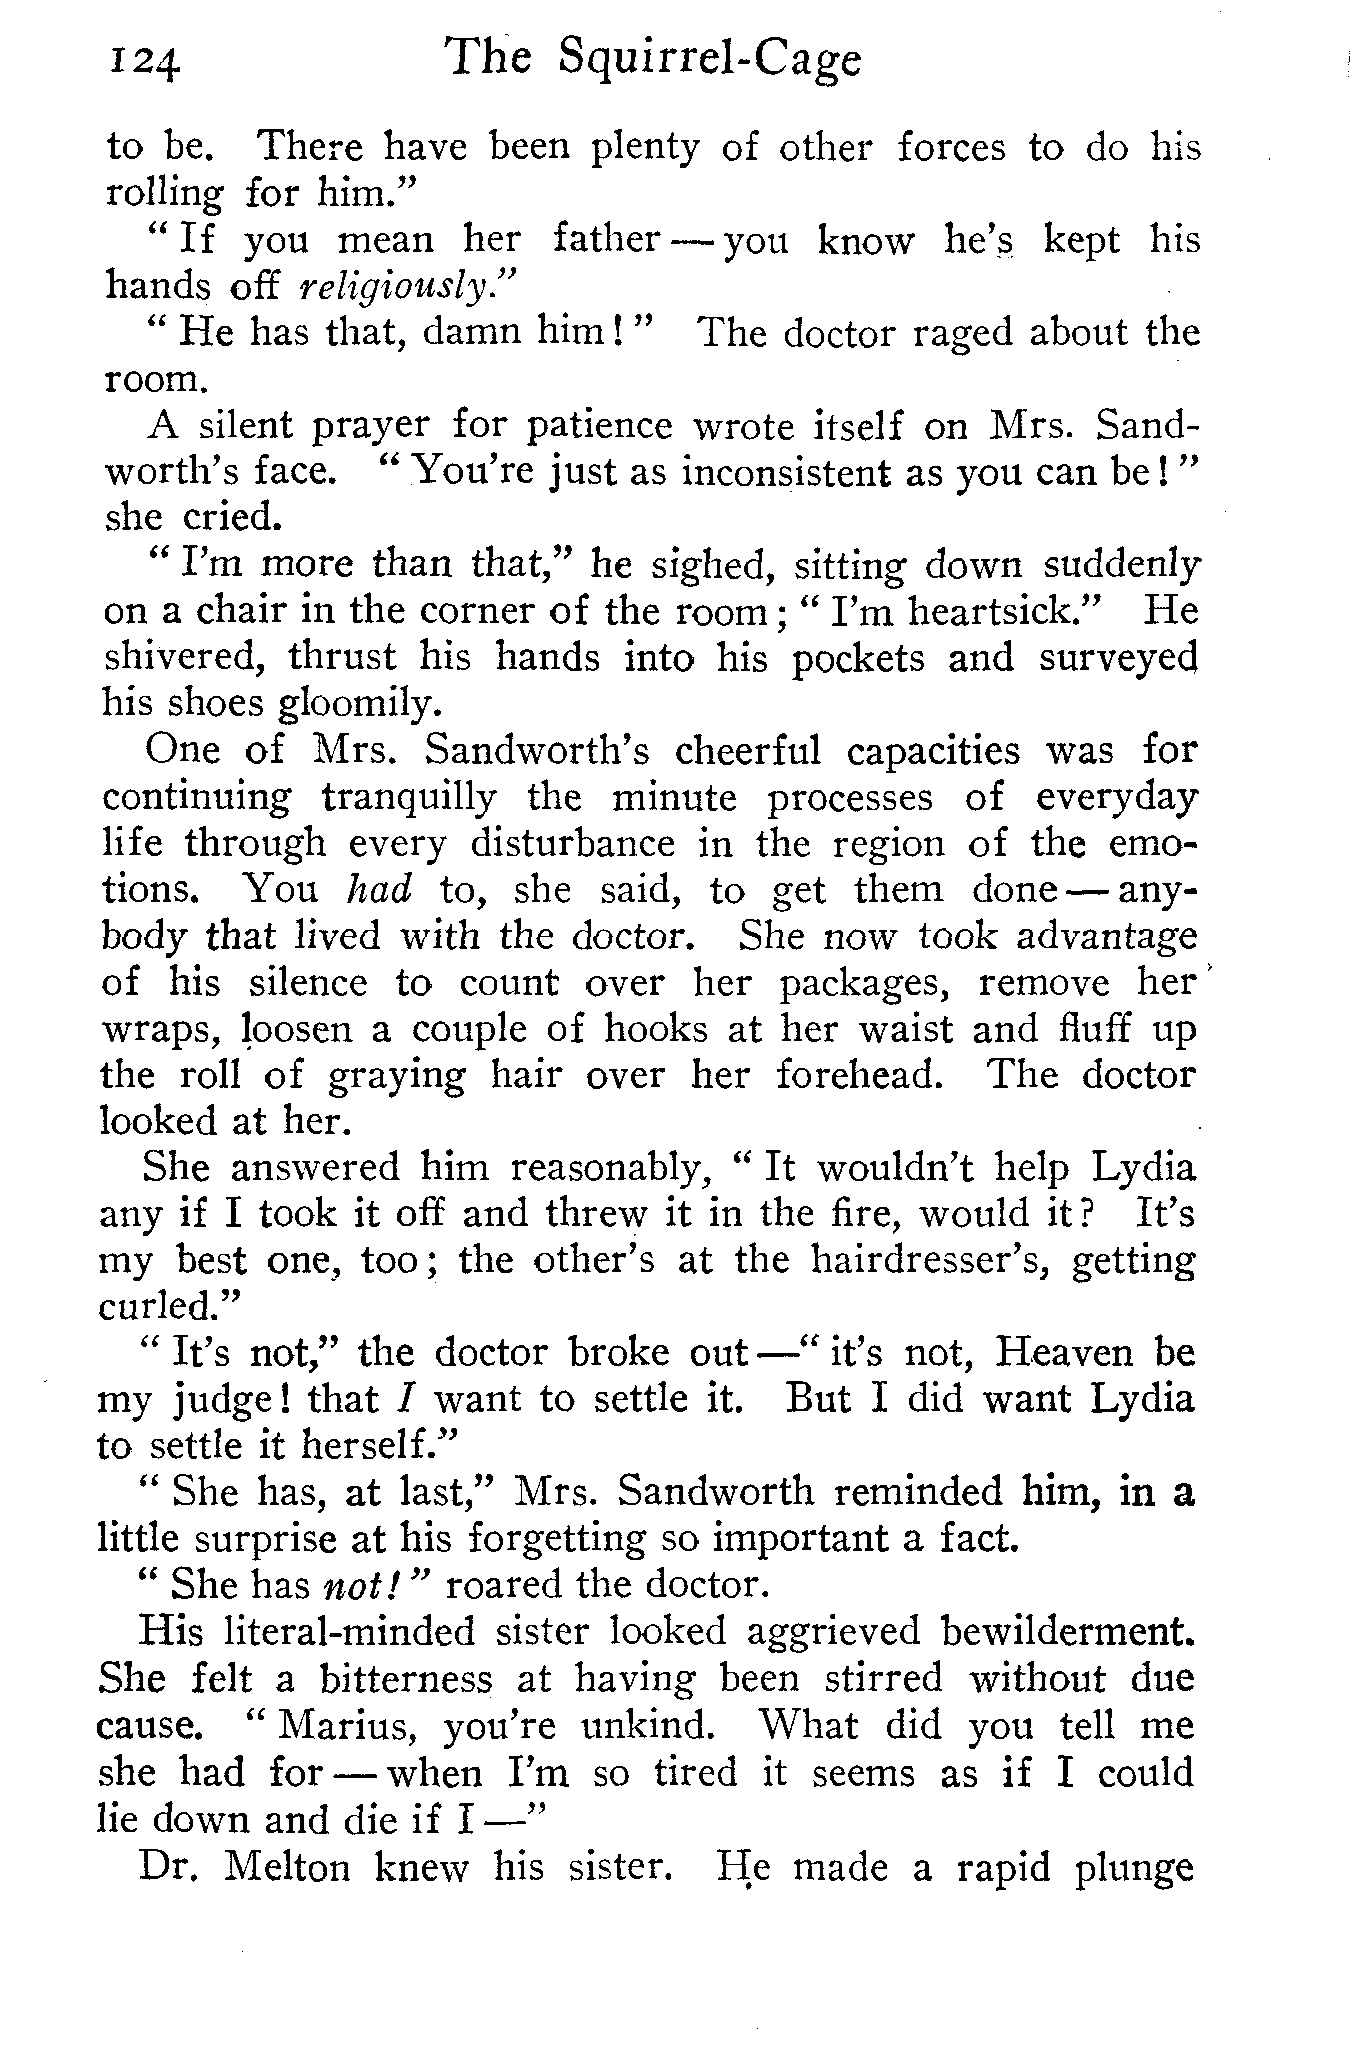 124 The Squirrel-Cage
to be. There have been plenty of other forces to do his
rolling for him."
"If you mean her father — you know he's kept his
hands off religiously."
"He has that, damn him!" The doctor raged about the
room.
A silent prayer for patience wrote itself on Mrs. Sand-
worth's face. "You're just as inconsistent as you can be!"
she cried.
"I'm more than that," he sighed, sitting down suddenly
on a chair in the corner of the room; "I'm heartsick." He
shivered, thrust his hands into his pockets and surveyed
his shoes gloomily.
One of Mrs. Sandworth's cheerful capacities was for
continuing tranquilly the minute processes of everyday
life through every disturbance in the region of the emo-
tions. You had to, she said, to get them done — any-
body that lived with the doctor. She now took advantage
of his silence to count over her packages, remove her
wraps, loosen a couple of hooks at her waist and fluff up
the roll of graying hair over her forehead. The doctor
looked at her.
She answered him reasonably, "It wouldn't help Lydia
any if I took it off and threw it in the fire, would it? It's
my best one, too; the other's at the hairdresser's, getting
curled."
"It's not," the doctor broke out —"it's not, Heaven be
my judge! that I want to settle it. But I did want Lydia
to settle it herself."
"She has, at last," Mrs. Sandworth reminded him, in a
little surprise at his forgetting so important a fact.
"She has not!" roared the doctor.
His literal-minded sister looked aggrieved bewilderment.
She felt a bitterness at having been stirred without due
cause. "Marius, you're unkind. What did you tell me
she had for — when I'm so tired it seems as if I could
lie down and die if I —"
Dr. Melton knew his sister. He made a rapid plunge